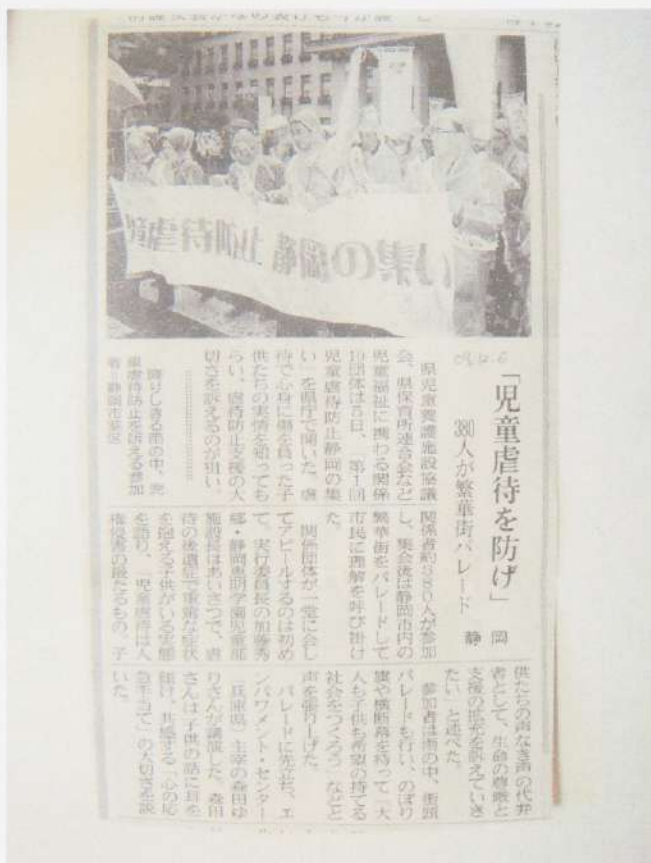 「児童虐待を防げ」
380人が繁華街パレード
静岡
県児童養護施設協議
会、県保育所連合会など
児童福祉に携わる関係
10団体は5日、「第1回
児童虐待防止静岡の集
い」を県庁で開いた。虐
待で心身に傷を負った子
供たちの実情を知っても
らい、虐待防止支援の大
切さを訴えるのが狙い。
降りしきる雨の中、児
童虐待防止を訴える参加
者＝静岡市葵区
関係者約380人が参加
し、集会後は静岡市内の
繁華街をパレードして
市民に理解を呼び掛け
た。
関係団体が一堂に会し
てアピールするのは初め
て。実行委員長の加藤秀
郷・静岡恵明学園児童部
施設長はあいさつで、虐
待の後遺症で重篤な症状
を抱える子供がいる実態
を語り、「児童虐待は人
権侵害の最たるもの。子
供たちの声なき声の代弁
者として、生命の尊厳と
支援の拡充を訴えていき
たい」と述べた。
参加者は雨の中、街頭
パレードも行い、のぼり
旗や横断幕を持って「大
人も子供も希望の持てる
社会をつくろう」などと
声を張り上げた。
パレードに先立ち、エ
ンパワメント・センター
（兵庫県）主宰の森田ゆ
りさんが講演した。森田
さんは「子供の話に耳を
傾け、共感する「心の応
急手当て」の大切さを説
いた。
の集い
静岡
児童虐待防止